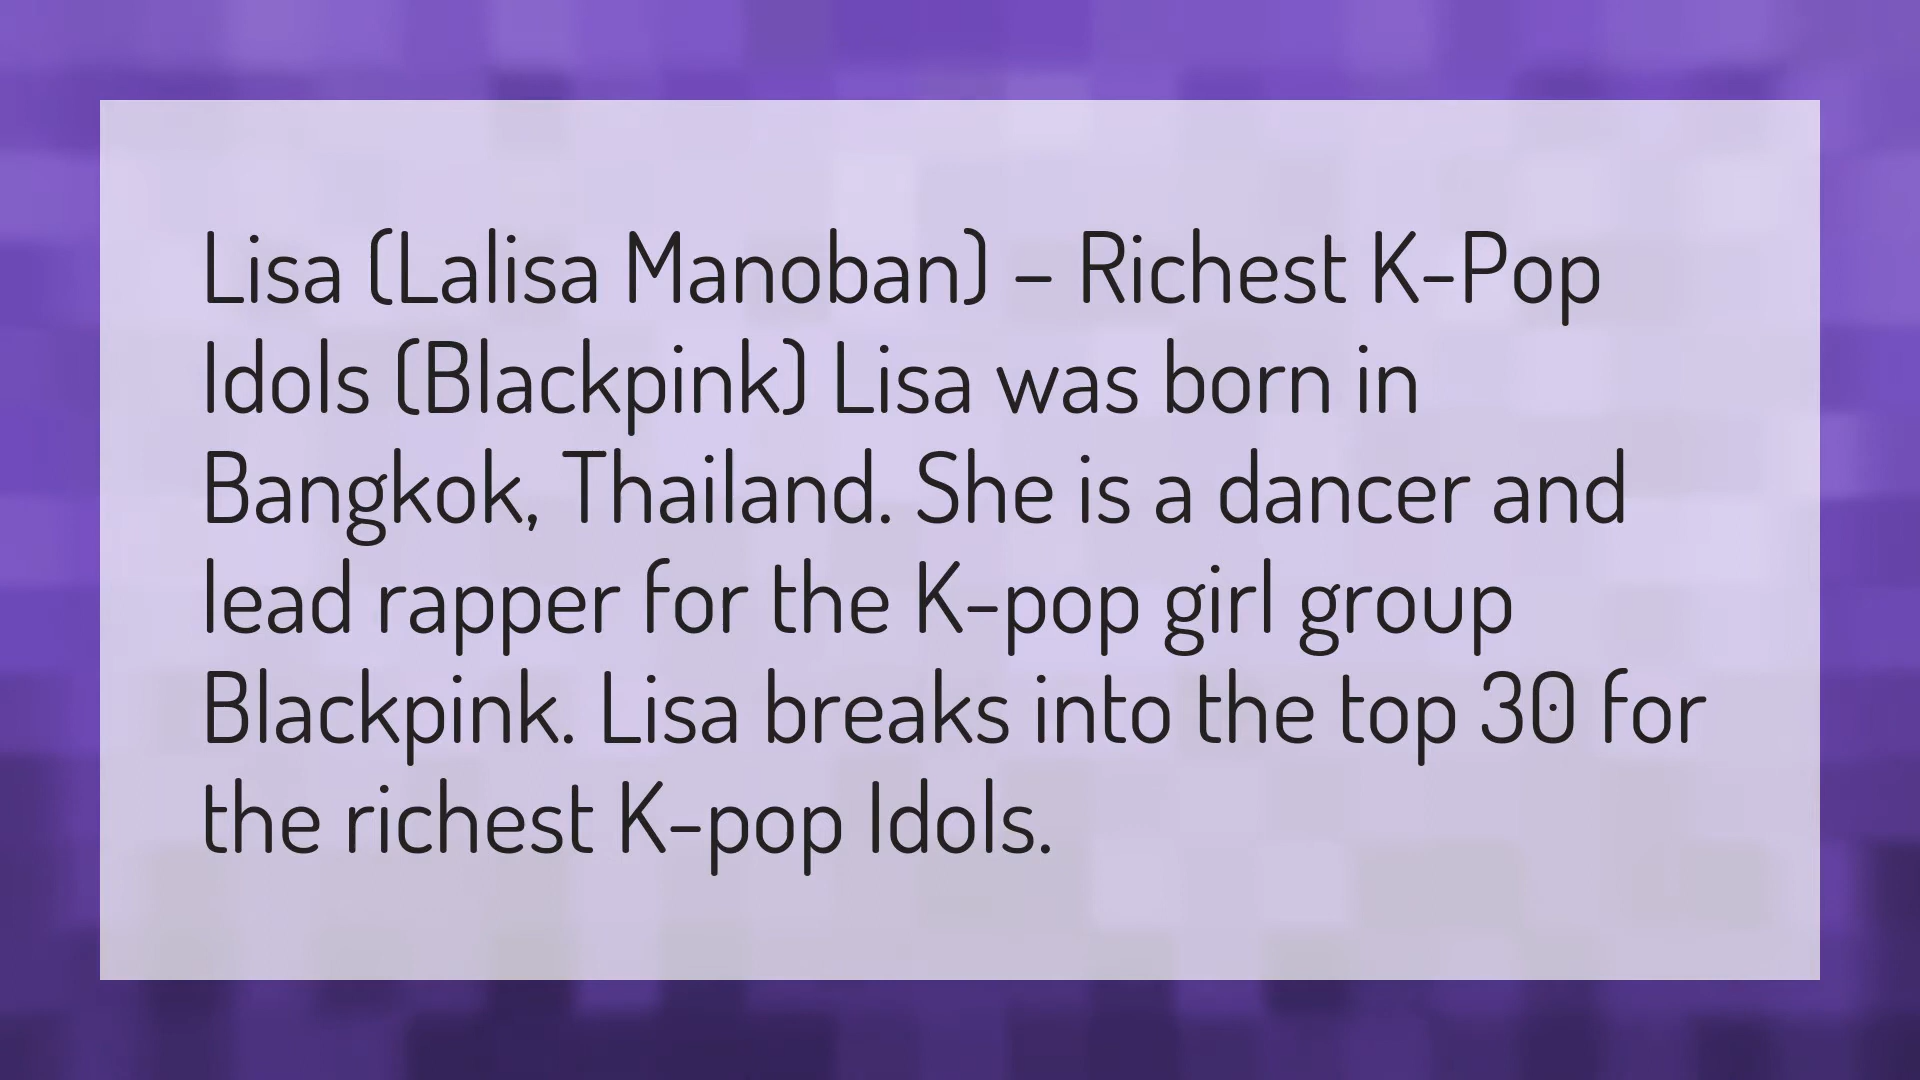 Lisa (Lalisa Manoban) – Richest K-Pop
Idols (Blackpink) Lisa was born in
Bangkok, Thailand. She is a dancer and
lead rapper for the K-pop girl group
Blackpink. Lisa breaks into the top 30 for
the richest K-pop Idols.